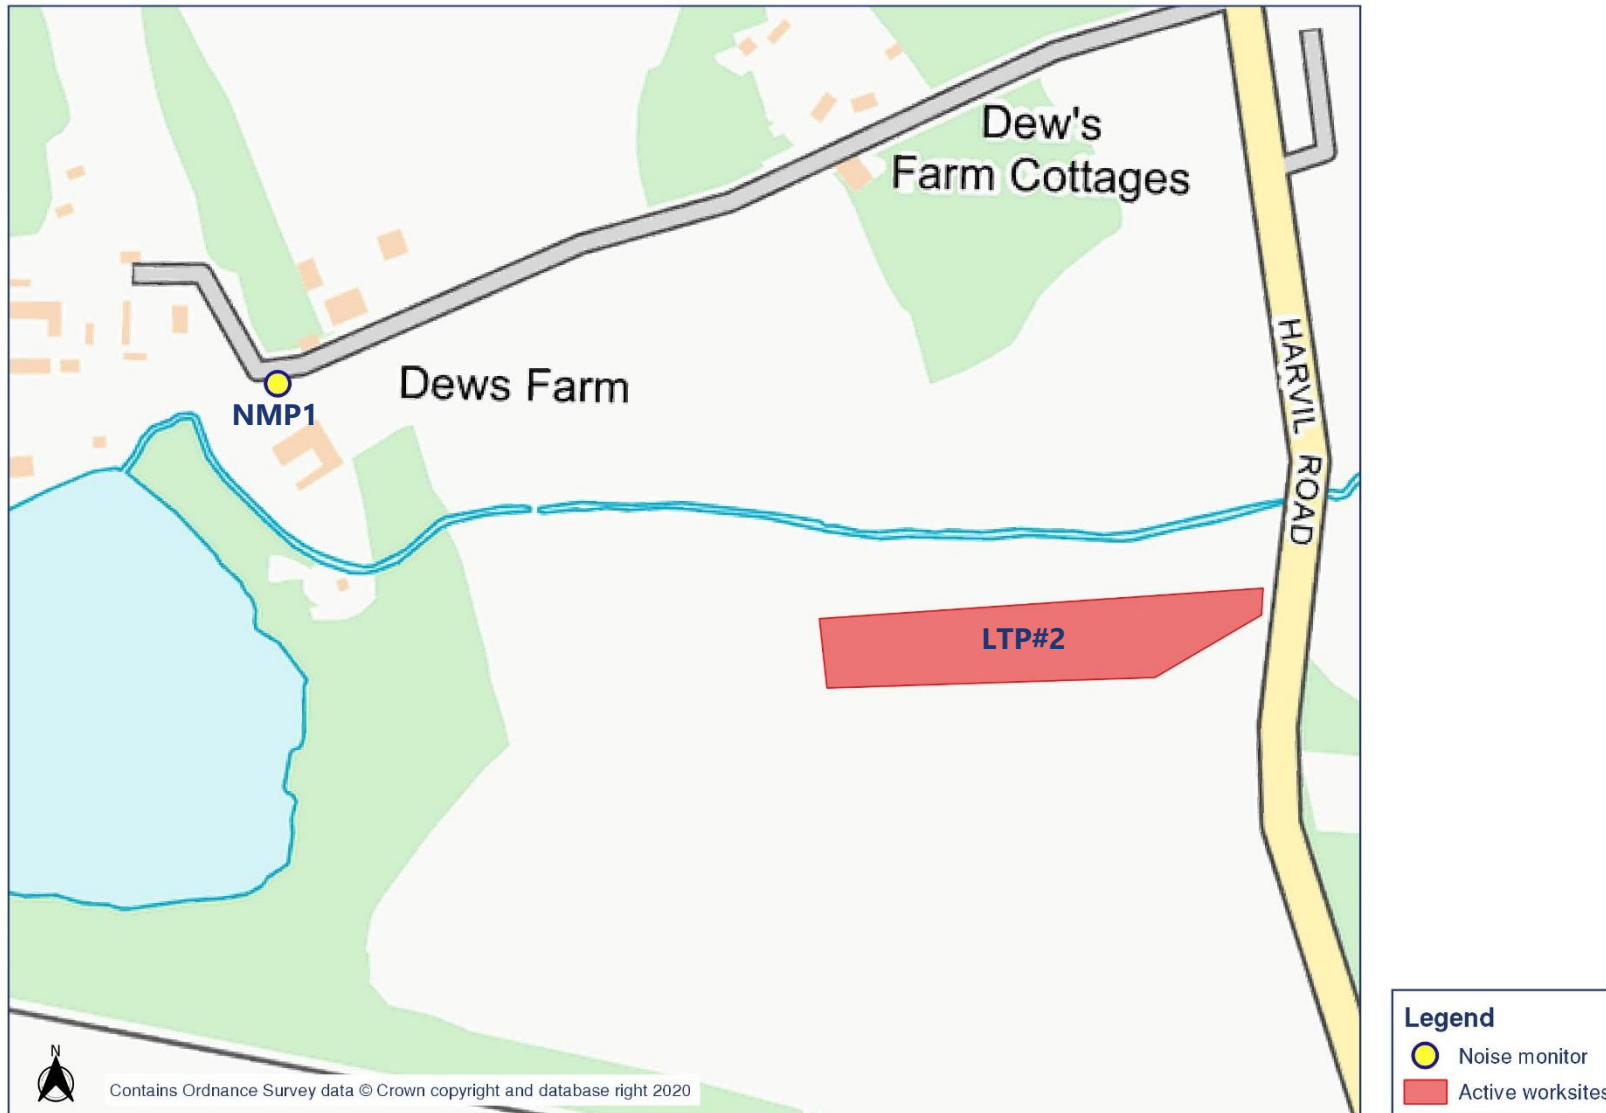 Dew's
Farm Cottages
HARVIL ROAD
Dews Farm
NMP1
LTP#2
N
Contains Ordnance Survey data © Crown copyright and database right 2020
Legend
Noise monitor
Active worksites